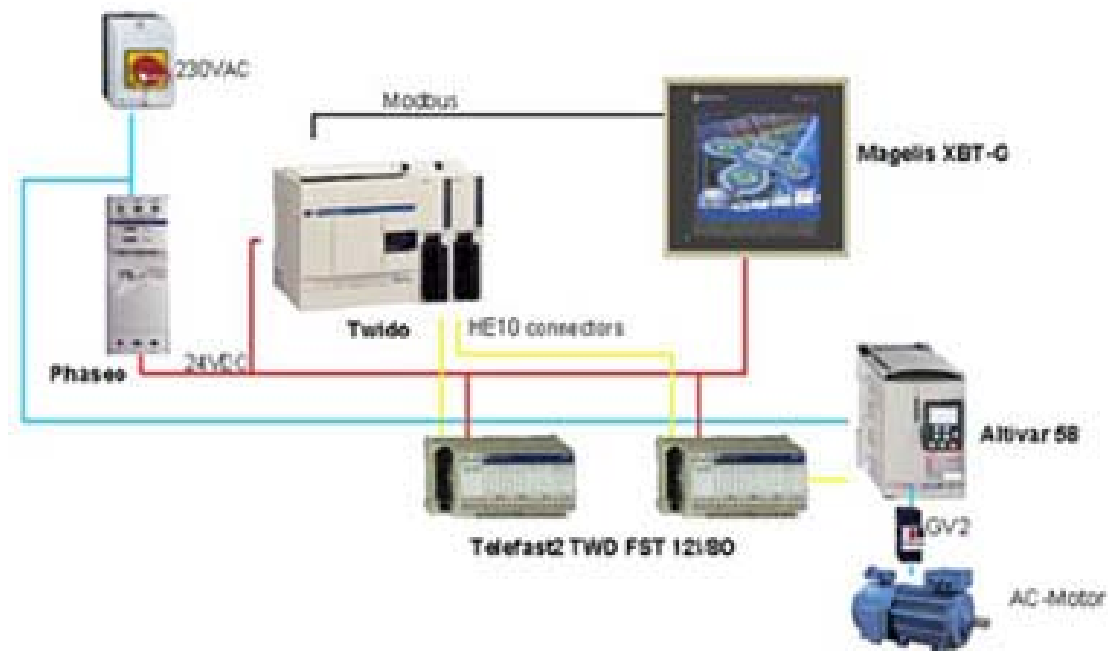 230VAC
Modbus
Magelis XBT-G
Twido
HE10 connectors
24VDC
Phaseo
Altivar 58
Telefast2 TWD FST 12I/8O
GV2
AC-Motor